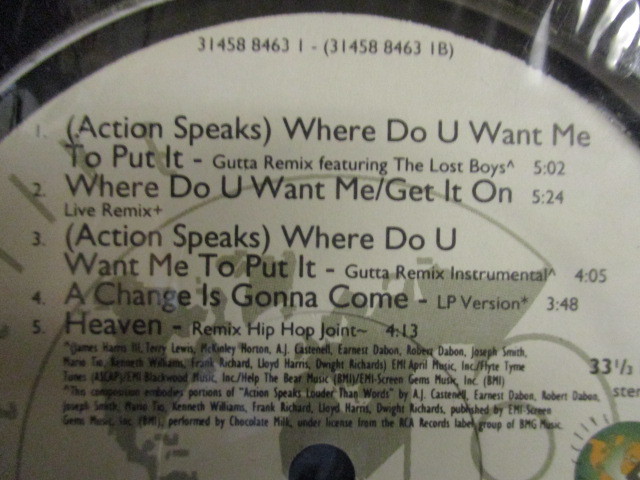 31458 8463 1 - (31458 8463 1B)
1. (Action Speaks) Where Do U Want Me
To Put It - Gutta Remix featuring The Lost Boys^ 5:02
2. Where Do U Want Me/Get It On 5:24
Live Remix+
3. (Action Speaks) Where Do U
Want Me To Put It - Gutta Remix Instrumental^ 4:05
4. A Change Is Gonna Come - LP Version* 3:48
5. Heaven - Remix Hip Hop Joint~ 4:13
(James Harris III, Terry Lewis, McKinley Horton, A.J. Castenell, Earnest Dabon, Robert Dabon, Joseph Smith,
Mario Tio, Kenneth Williams, Frank Richard, Lloyd Harris, Dwight Richards) EMI April Music, Inc./Flyte Tyme
Tunes (ASCAP)/EMI Blackwood Music, Inc./Help The Bear Music (BMI)/EMI-Screen Gems Music, Inc. (BMI)
^This composition embodies portions of "Action Speaks Louder Than Words" by A.J. Castenell, Earnest Dabon, Robert Dabon,
Joseph Smith, Mario Tio, Kenneth Williams, Frank Richard, Lloyd Harris, Dwight Richards, published by EMI-Screen
Gems Music, Inc. (BMI), performed by Chocolate Milk, under license from the RCA Records label group of BMG Music.
33 1/3
ster